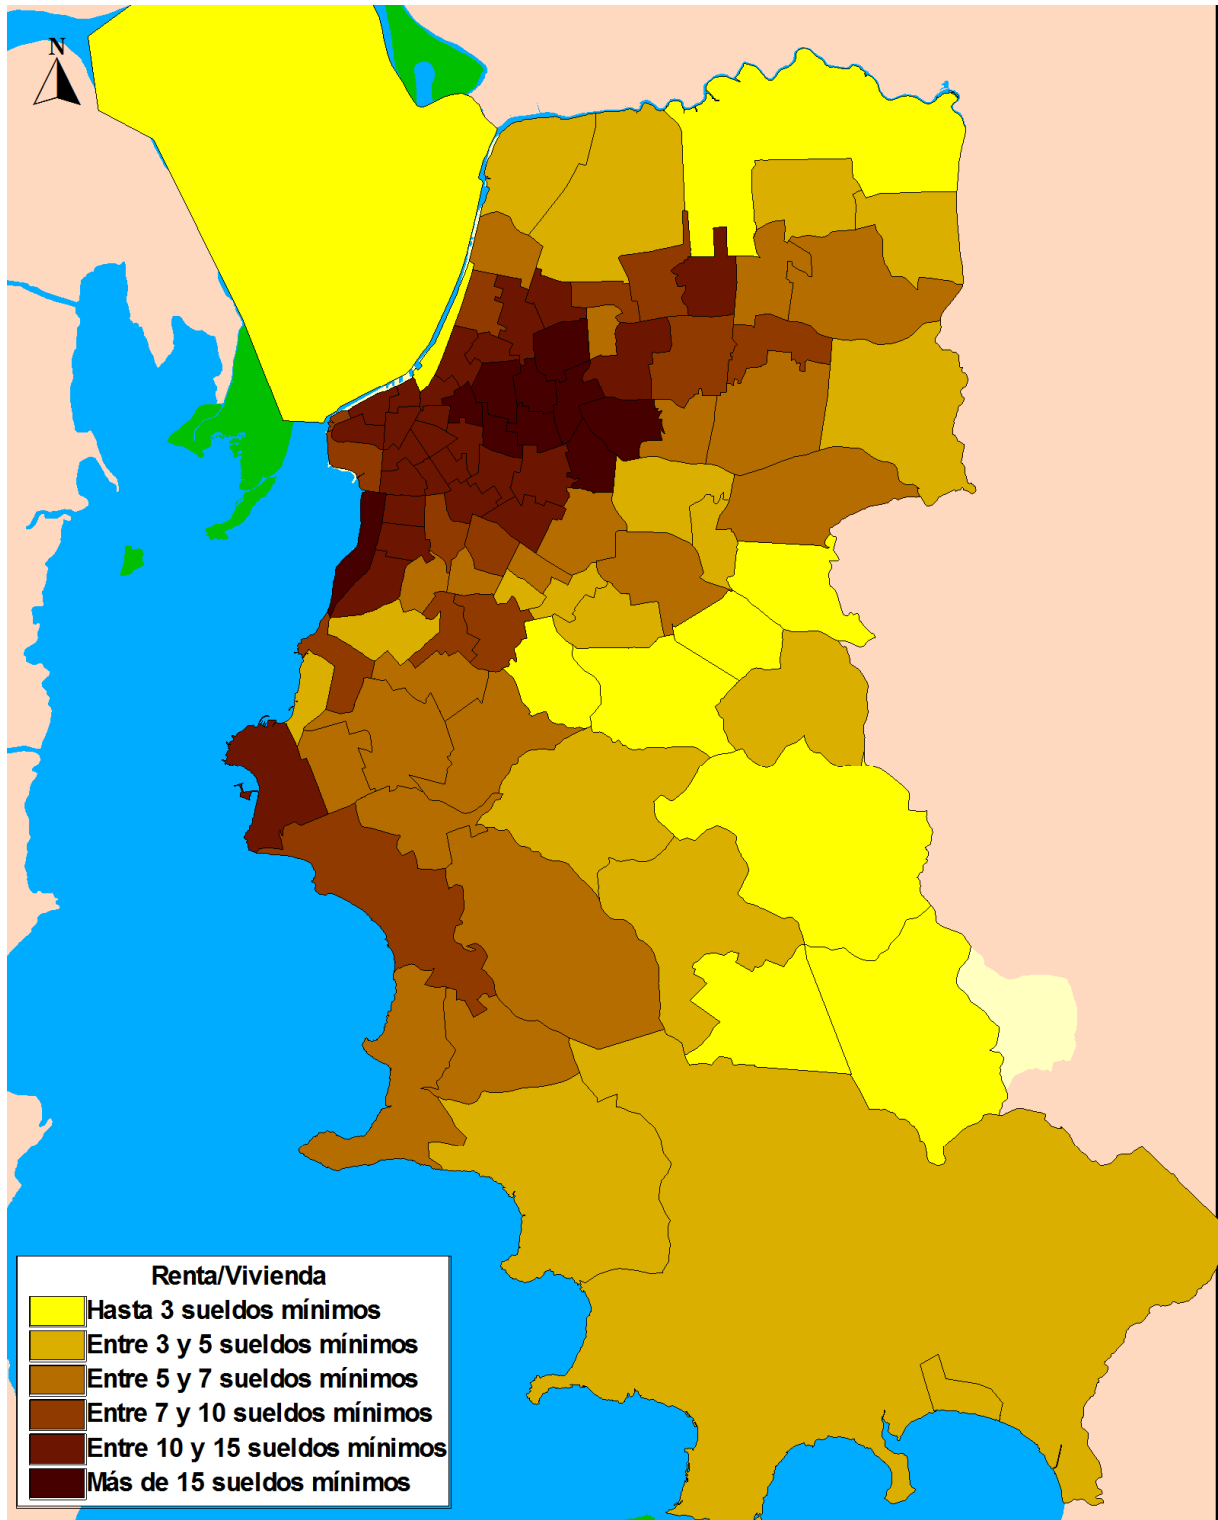 N
Renta/Vivienda
Hasta 3 sueldos mínimos
Entre 3 y 5 sueldos mínimos
Entre 5 y 7 sueldos mínimos
Entre 7 y 10 sueldos mínimos
Entre 10 y 15 sueldos mínimos
Más de 15 sueldos mínimos